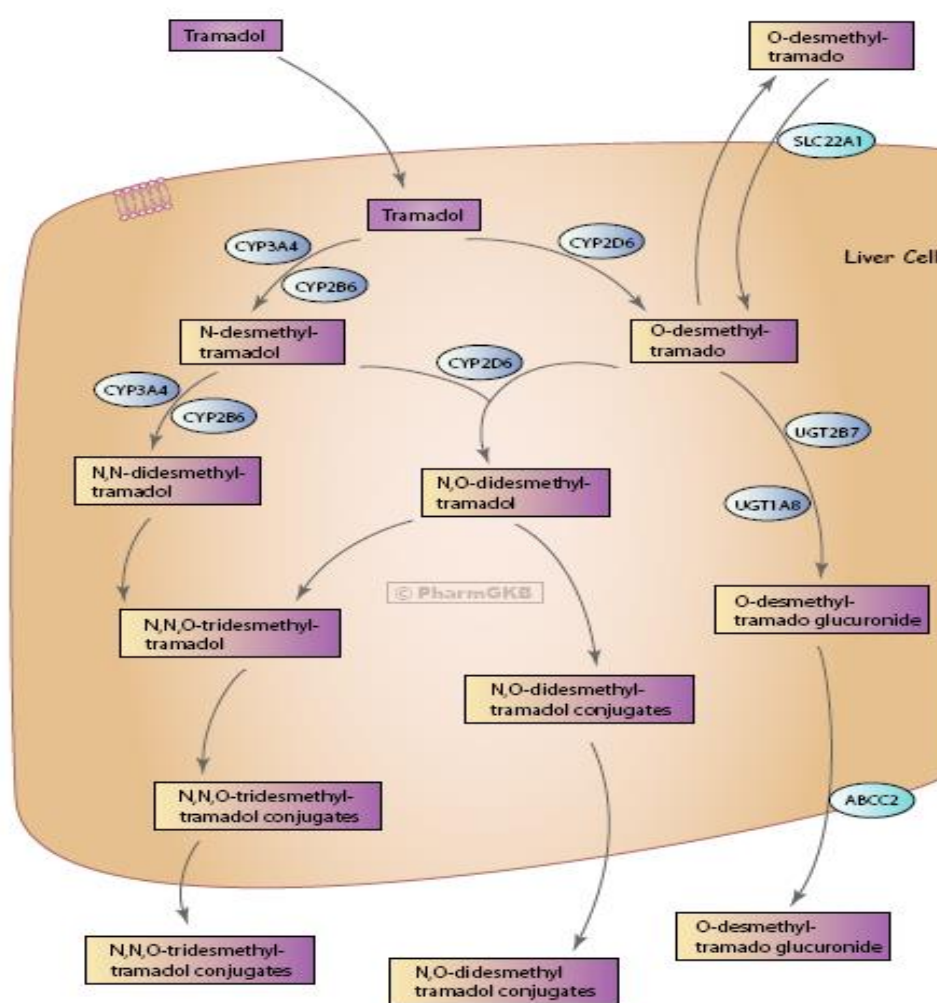 Tramadol
O-desmethyl-
tramado
SLC22A1
Tramadol
CYP3A4
CYP2D6
CYP2B6
Liver Cell
N-desmethyl-
tramadol
O-desmethyl-
tramado
CYP2D6
CYP3A4
CYP2B6
UGT2B7
N,N-didesmethyl-
tramadol
N,O-didesmethyl-
tramadol
UGT1A8
© PharmGKB
O-desmethyl-
tramado glucuronide
N,N,O-tridesmethyl-
tramadol
N,O-didesmethyl-
tramadol conjugates
N,N,O-tridesmethyl-
tramadol conjugates
ABCC2
O-desmethyl-
tramado glucuronide
N,N,O-tridesmethyl-
tramadol conjugates
N,O-didesmethyl
tramadol conjugates